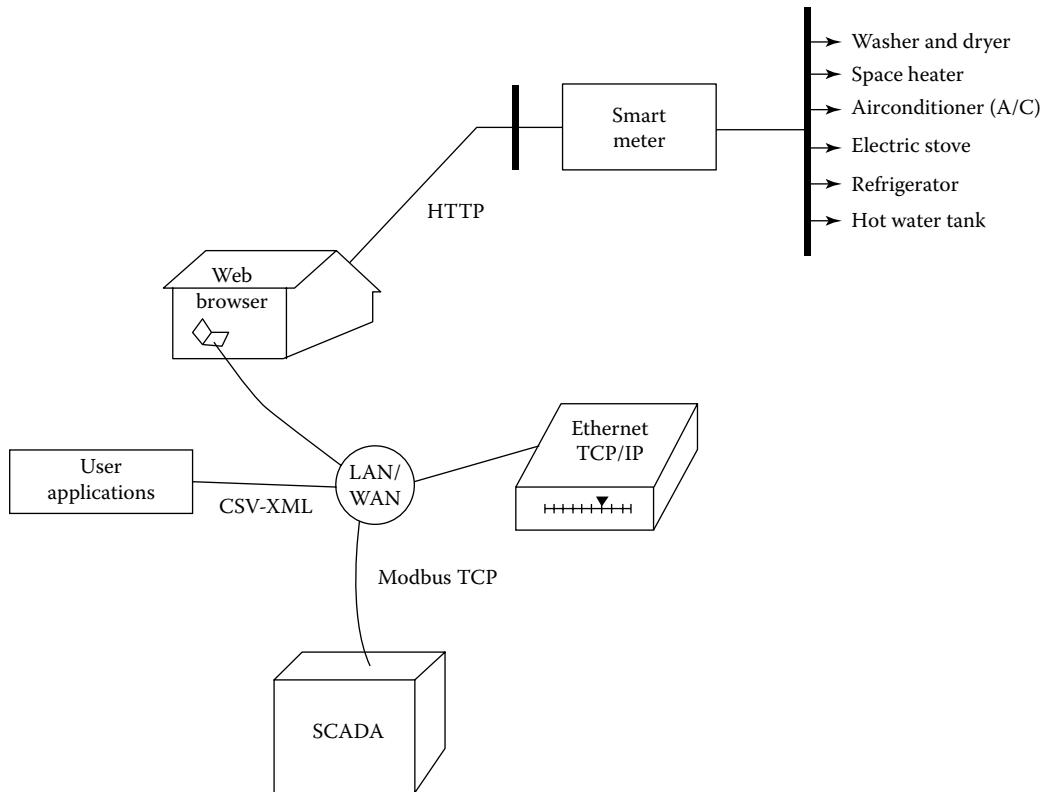 Washer and dryer
Space heater
Airconditioner (A/C)
Electric stove
Refrigerator
Hot water tank
Smart
meter
HTTP
Web
browser
Ethernet
TCP/IP
User
applications
LAN/
WAN
CSV-XML
Modbus TCP
SCADA